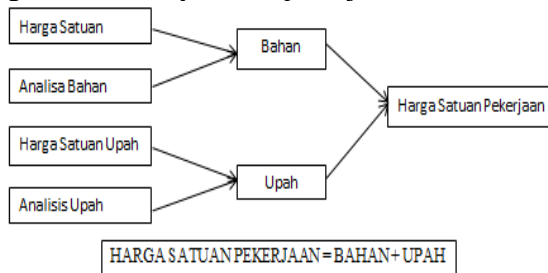 Harga Satuan
Bahan
Analisa Bahan
Harga Satuan Pekerjaan
Harga Satuan Upah
Upah
Analisis Upah
HARGA SATUAN PEKERJAAN = BAHAN + UPAH